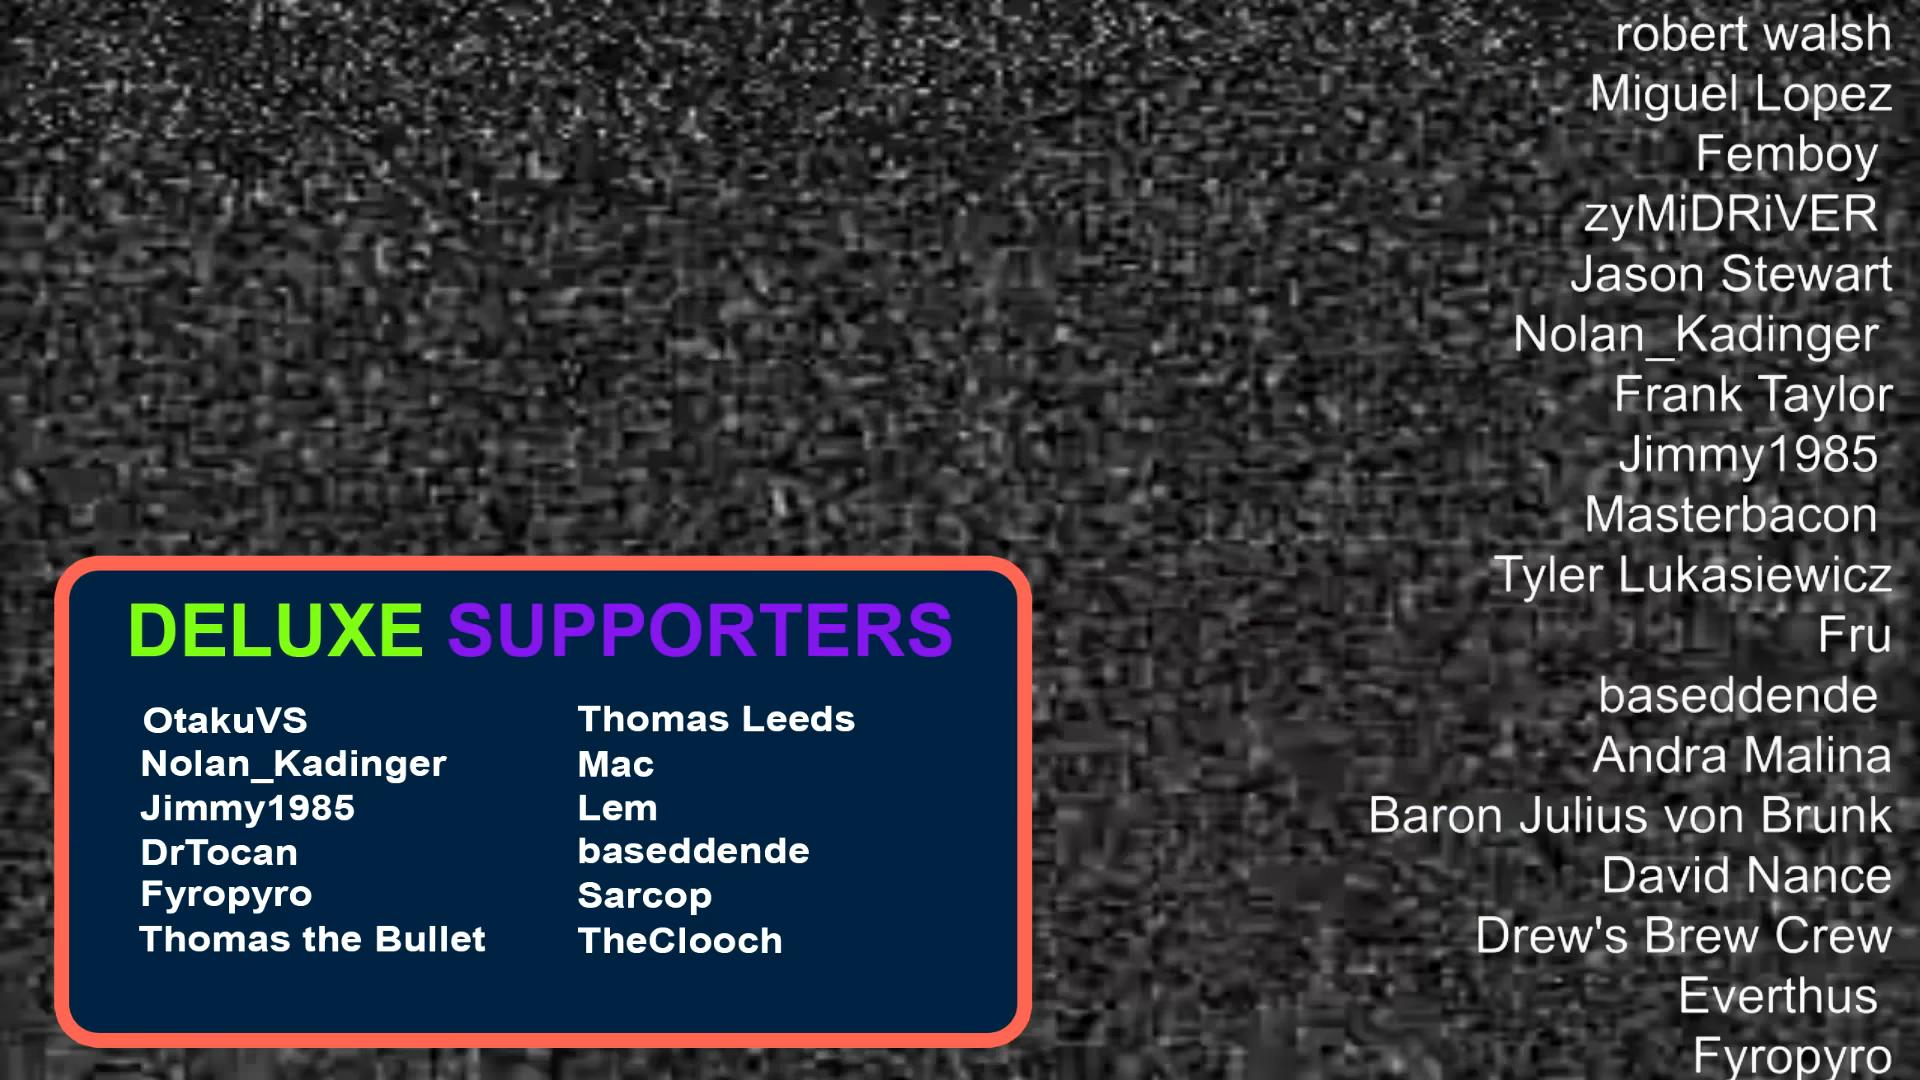 robert walsh
Miguel Lopez
Femboy
zyMiDRiVER
Jason Stewart
Nolan_Kadinger
Frank Taylor
Jimmy1985
Masterbacon
Tyler Lukasiewicz
Fru
baseddende
Andra Malina
Baron Julius von Brunk
David Nance
Drew's Brew Crew
Everthus
Fyropyro
DELUXE SUPPORTERS
OtakuVS
Nolan_Kadinger
Jimmy1985
DrTocan
Fyropyro
Thomas the Bullet
Thomas Leeds
Mac
Lem
baseddende
Sarcop
TheClooch